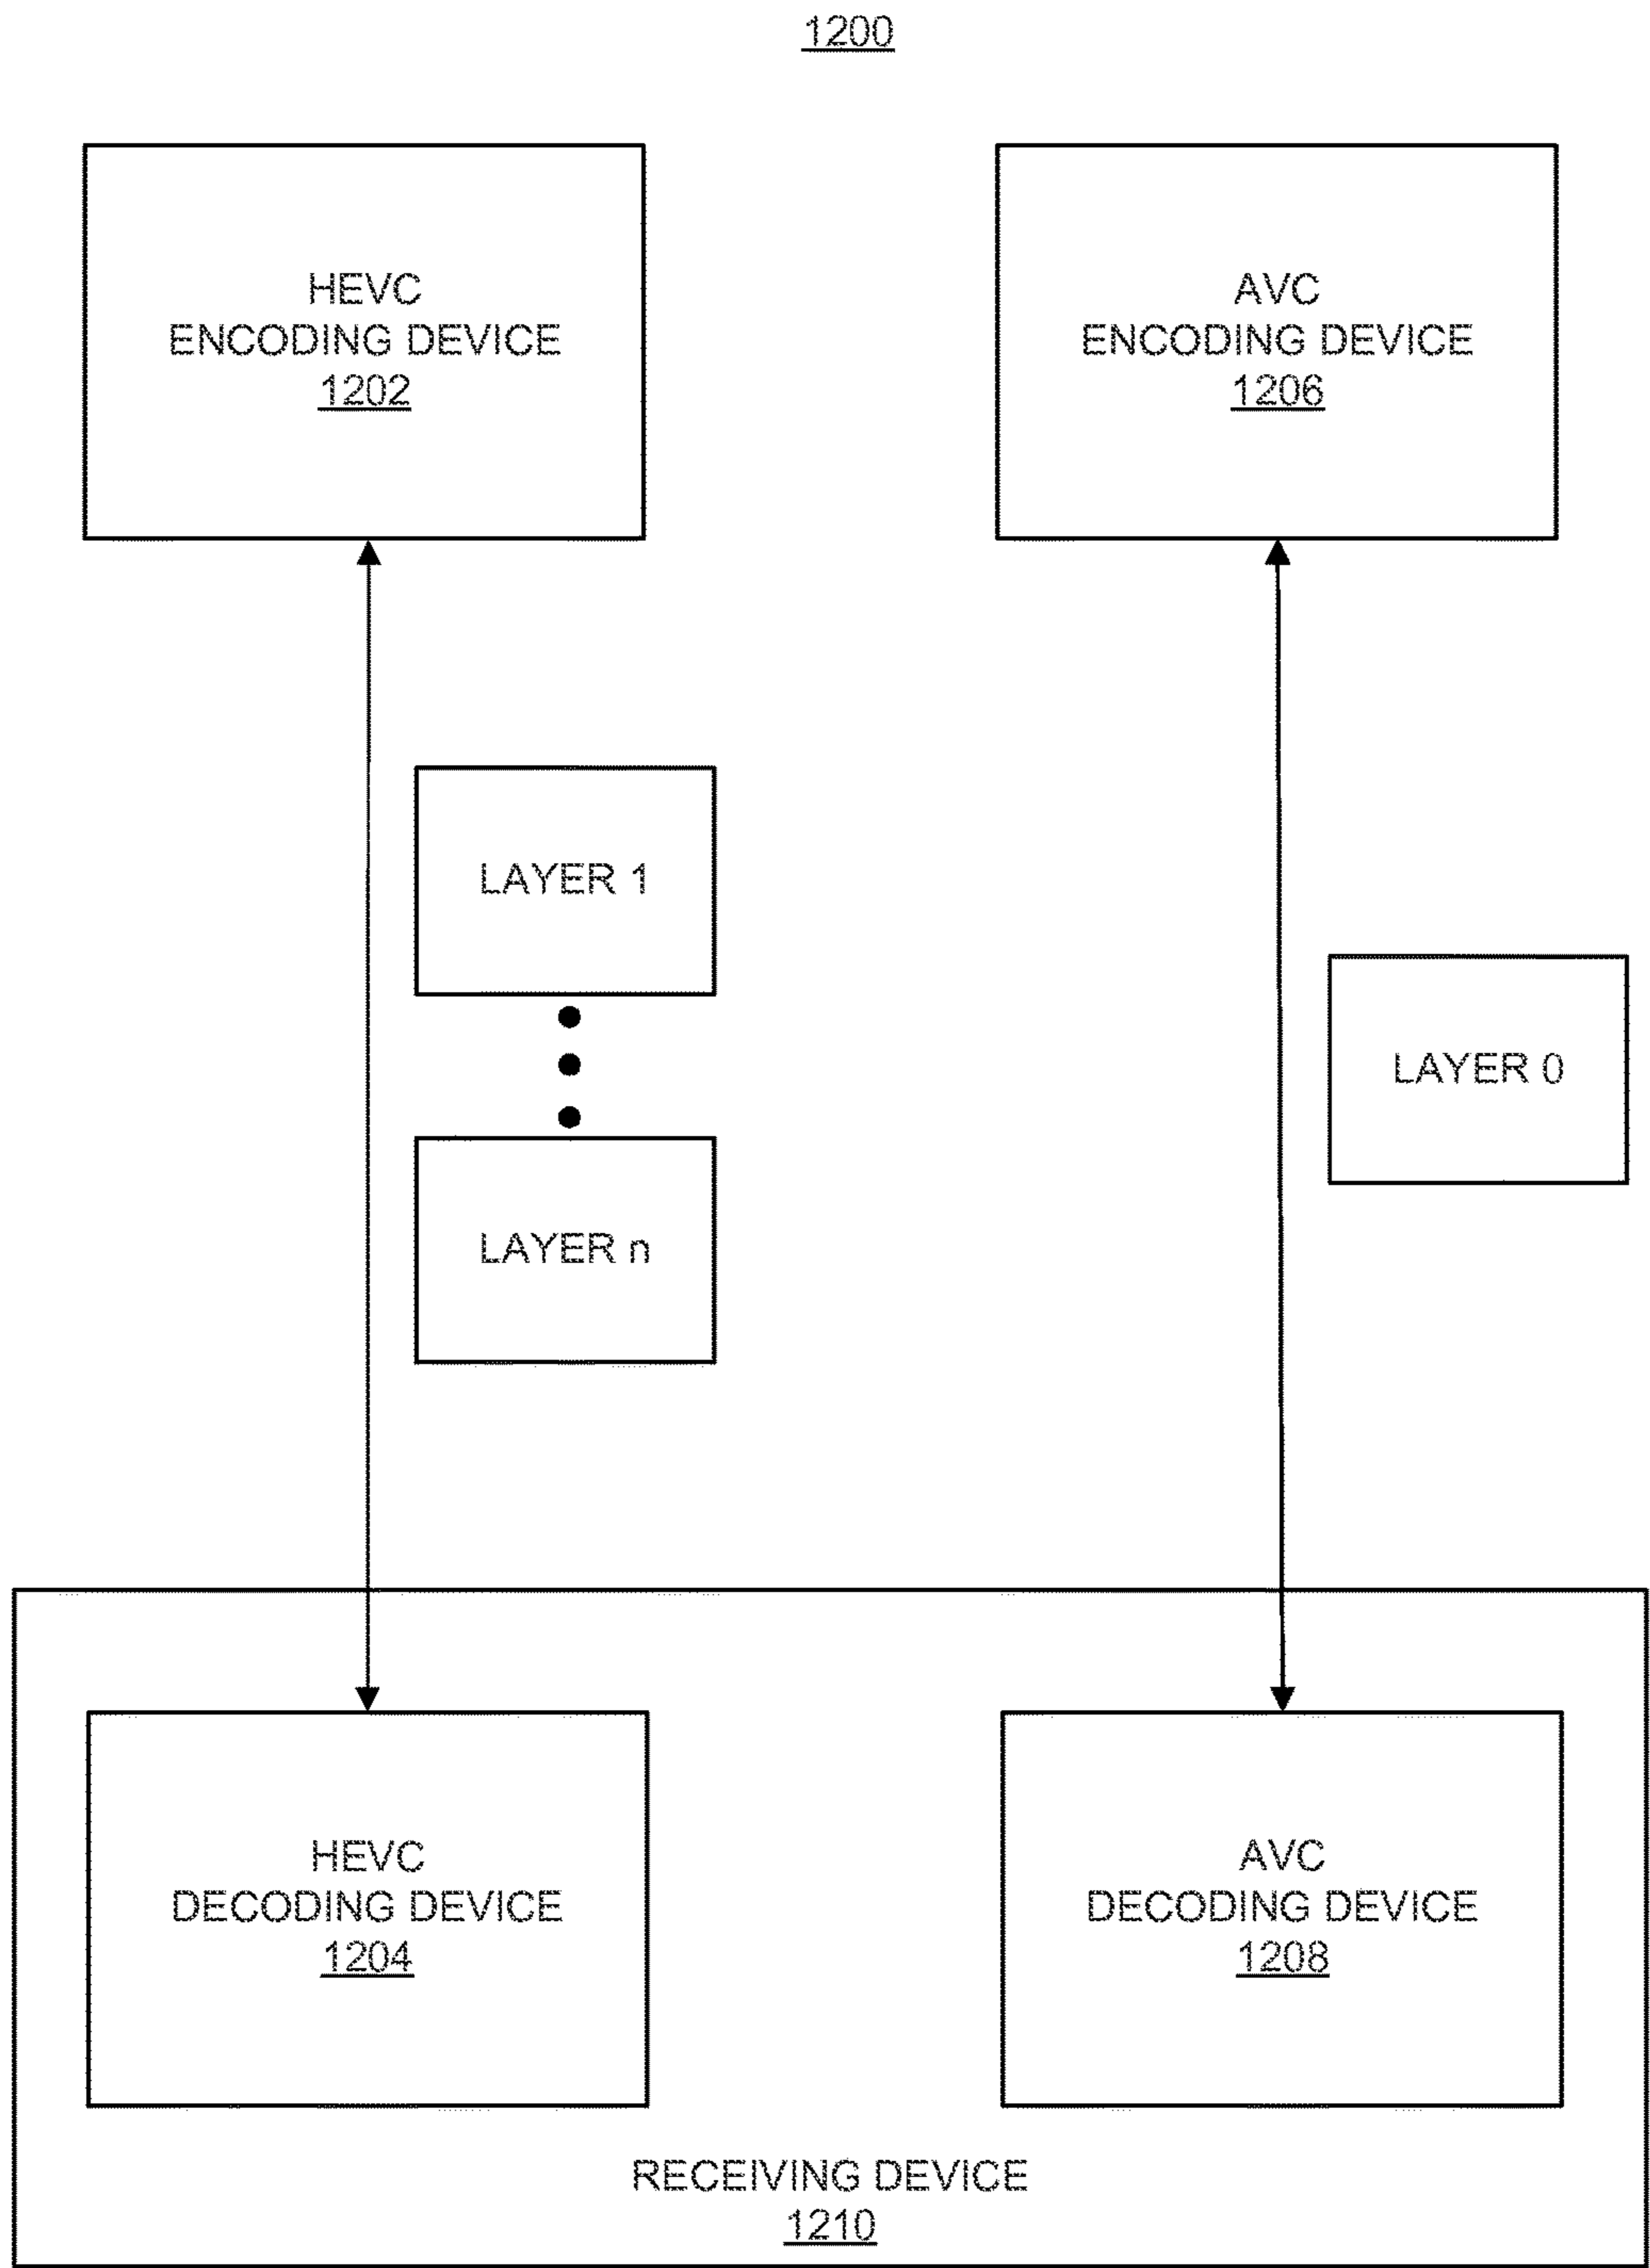 1200
HEVC
ENCODING DEVICE
1202
AVC
ENCODING DEVICE
1206
LAYER 1
LAYER 0
LAYER n
HEVC
DECODING DEVICE
1204
AVC
DECODING DEVICE
1208
RECEIVING DEVICE
1210